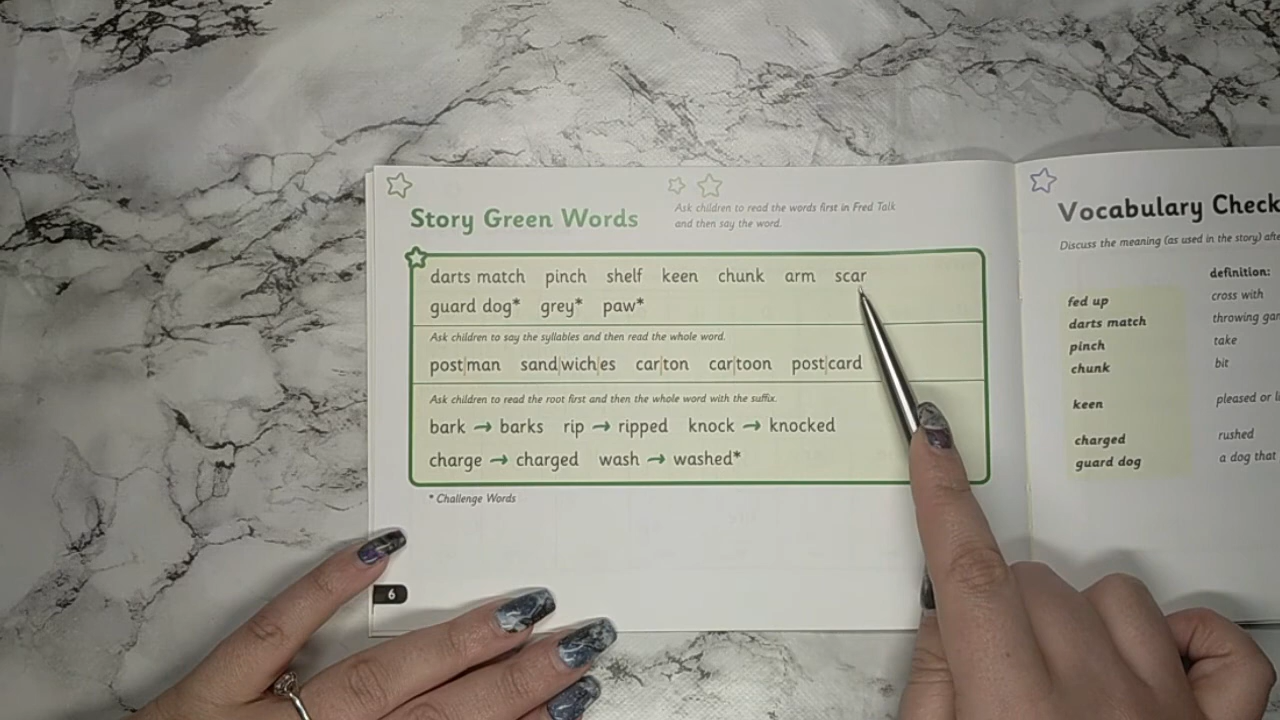 Story Green Words
Ask children to read the words first in Fred Talk
and then say the word.
darts match pinch shelf keen chunk arm scar
guard dog* grey* paw*
Ask children to say the syllables and then read the whole word.
post|man sand|wich|es car|ton car|toon post|card
Ask children to read the root first and then the whole word with the suffix.
bark → barks rip → ripped knock → knocked
charge → charged wash → washed*
* Challenge Words
6
Vocabulary Check
Discuss the meaning (as used in the story)
definition:
fed up cross with
darts match throwing
pinch take
chunk bit
keen pleased or
charged rushed
guard dog a dog that